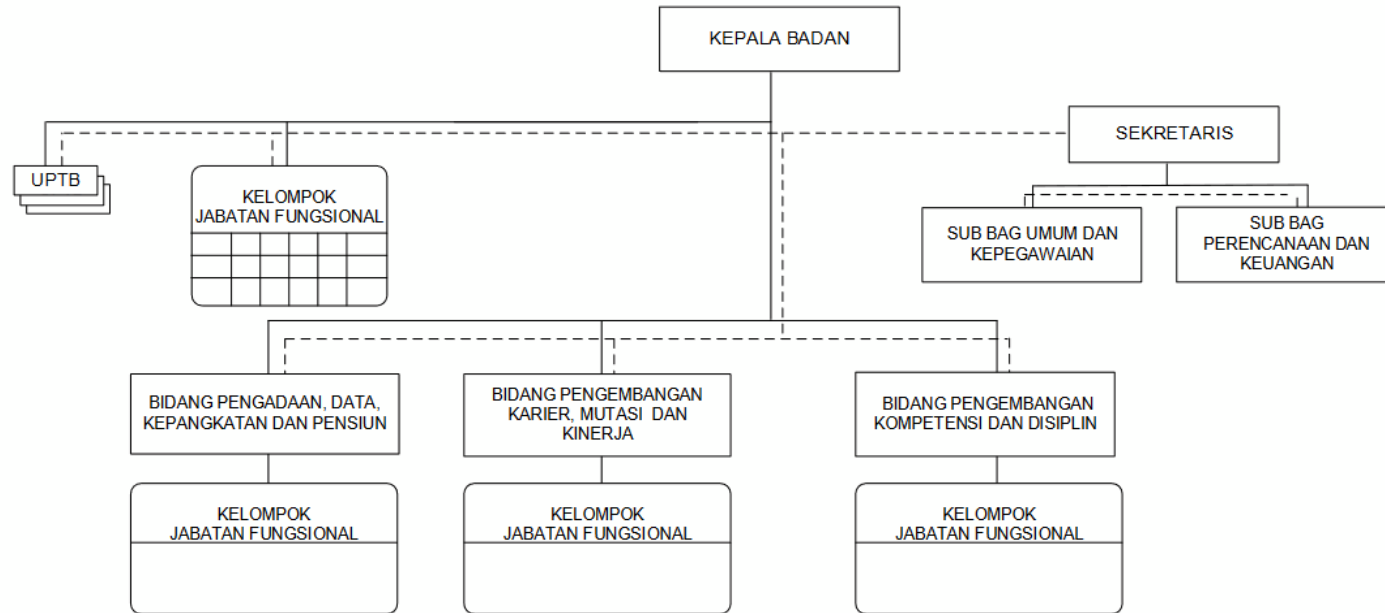 KEPALA BADAN
SEKRETARIS
UPTB
KELOMPOK
JABATAN FUNGSIONAL
SUB BAG UMUM DAN
KEPEGAWAIAN
SUB BAG
PERENCANAAN DAN
KEUANGAN
BIDANG PENGADAAN, DATA,
KEPANGKATAN DAN PENSIUN
BIDANG PENGEMBANGAN
KARIER, MUTASI DAN
KINERJA
BIDANG PENGEMBANGAN
KOMPETENSI DAN DISIPLIN
KELOMPOK
JABATAN FUNGSIONAL
KELOMPOK
JABATAN FUNGSIONAL
KELOMPOK
JABATAN FUNGSIONAL